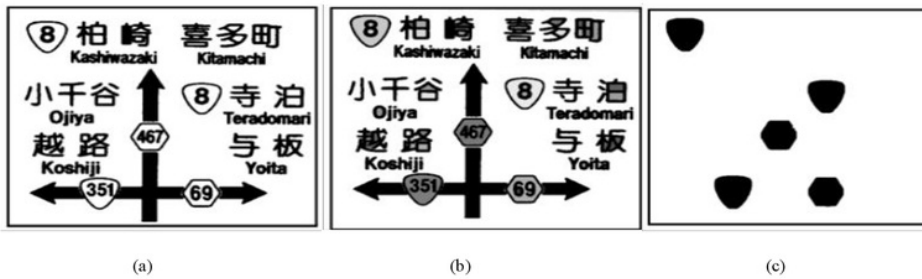 8 柏崎 喜多町
Kashiwazaki Kitamachi
小千谷 8 寺泊
Ojiya Teradomari
467
越路 与板
Koshiji Yoita
351 69
8 柏崎 喜多町
Kashiwazaki Kitamachi
小千谷 8 寺泊
Ojiya Teradomari
467
越路 与板
Koshiji Yoita
351 69
(a) (b) (c)